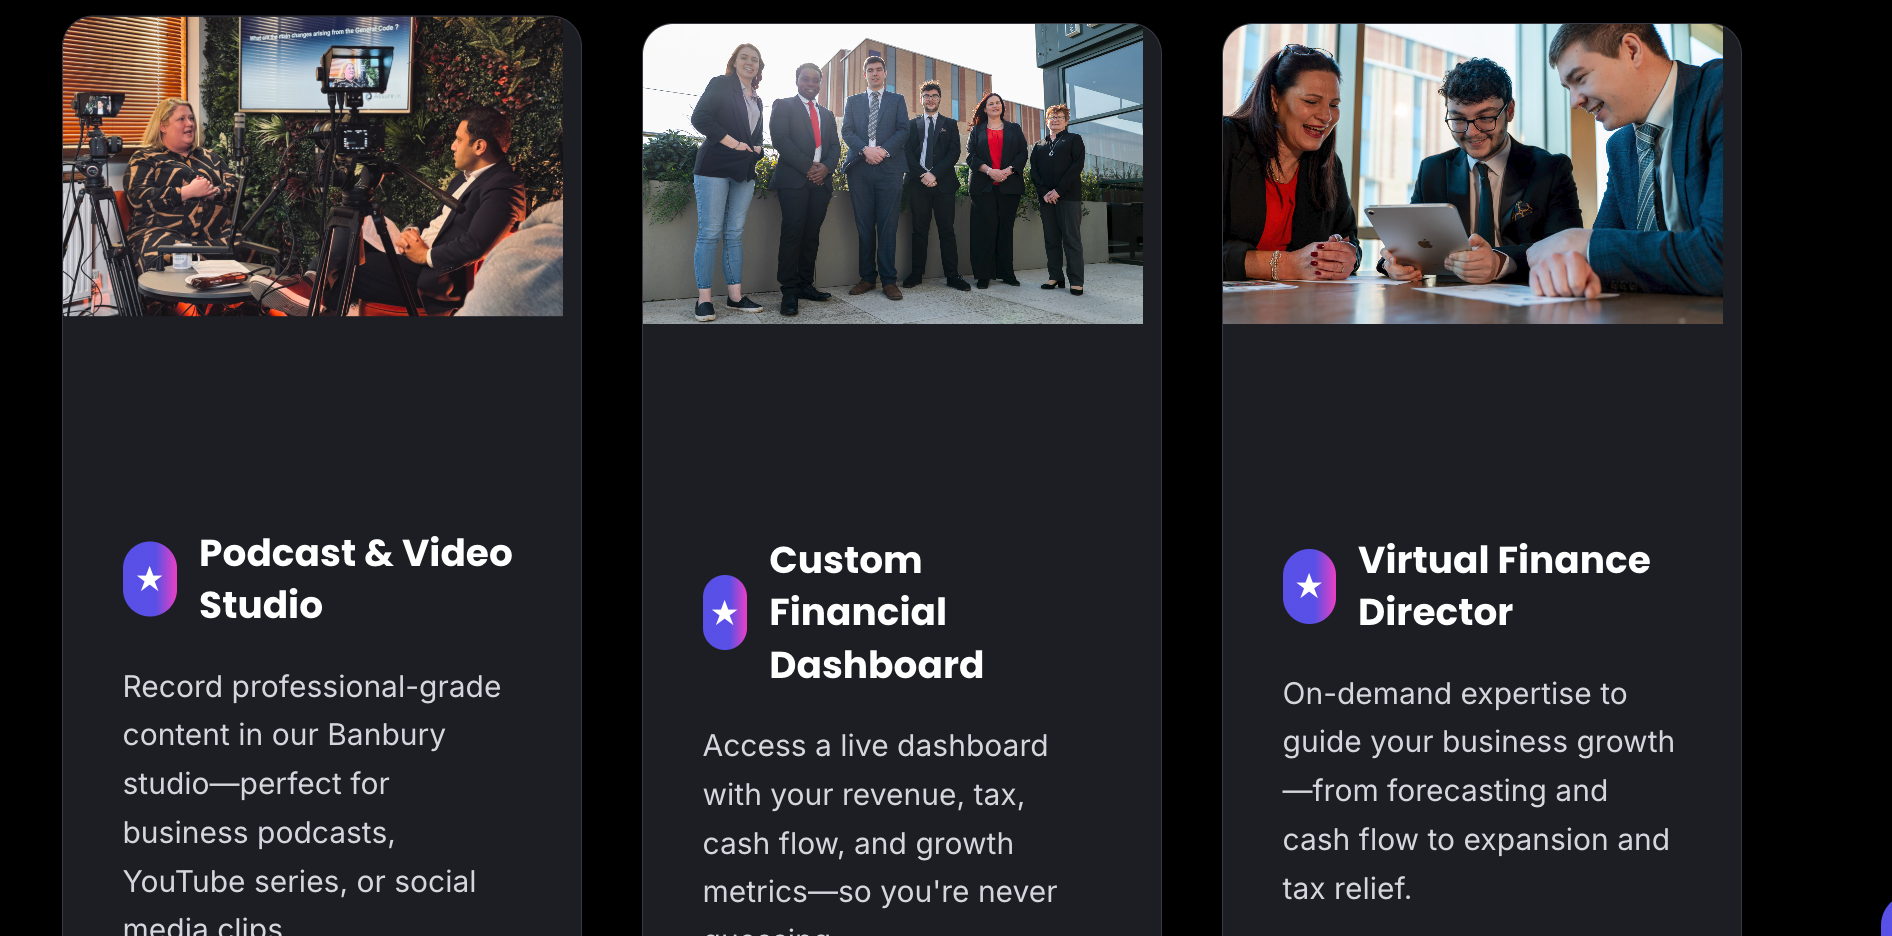 What are the main changes arising from the General Code ?
Podcast & Video
Studio
Record professional-grade
content in our Banbury
studio—perfect for
business podcasts,
YouTube series, or social
media clips.
Custom
Financial
Dashboard
Access a live dashboard
with your revenue, tax,
cash flow, and growth
metrics—so you're never
guessing.
Virtual Finance
Director
On-demand expertise to
guide your business growth
—from forecasting and
cash flow to expansion and
tax relief.